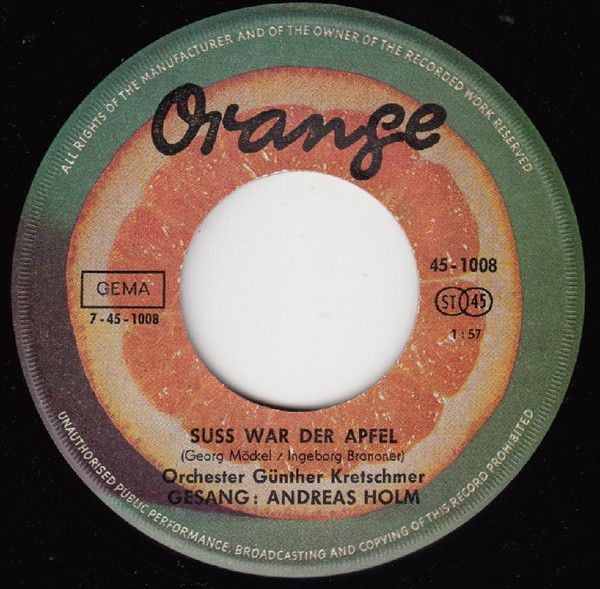 ALL RIGHTS OF THE MANUFACTURER AND OF THE OWNER OF THE RECORDED WORK RESERVED
Orange
45-1008
GEMA
ST 45
7-45-1008
1:57
SUSS WAR DER APFEL
(Georg Möckel / Ingeborg Branoner)
Orchester Günther Kretschmer
GESANG: ANDREAS HOLM
UNAUTHORISED PUBLIC PERFORMANCE, BROADCASTING AND COPYING OF THIS RECORD PROHIBITED